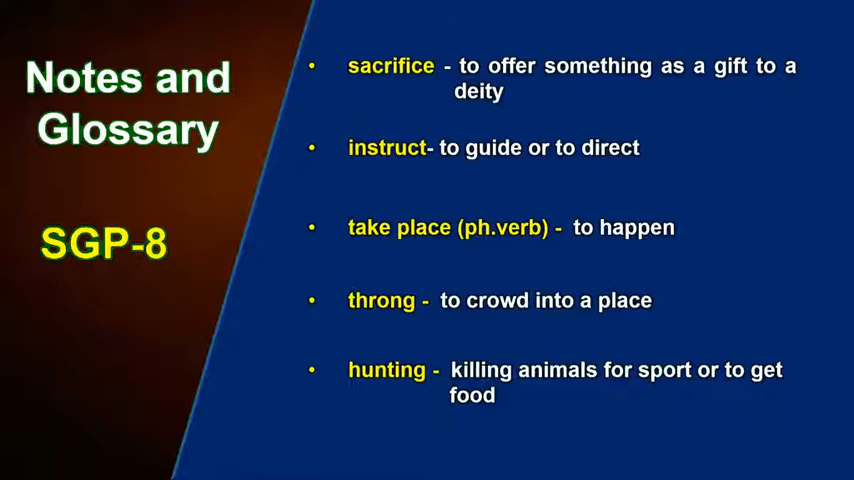 Notes and
Glossary
SGP-8
• sacrifice - to offer something as a gift to a
deity
• instruct- to guide or to direct
• take place (ph.verb) - to happen
• throng - to crowd into a place
• hunting - killing animals for sport or to get
food